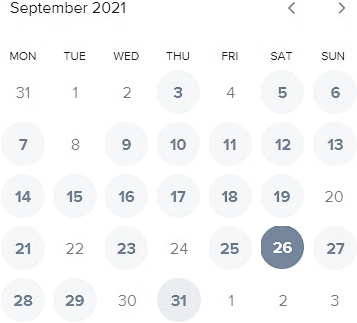 September 2021
MON TUE WED THU FRI SAT SUN
31 1 2 3 4 5 6
7 8 9 10 11 12 13
14 15 16 17 18 19 20
21 22 23 24 25 26 27
28 29 30 31 1 2 3